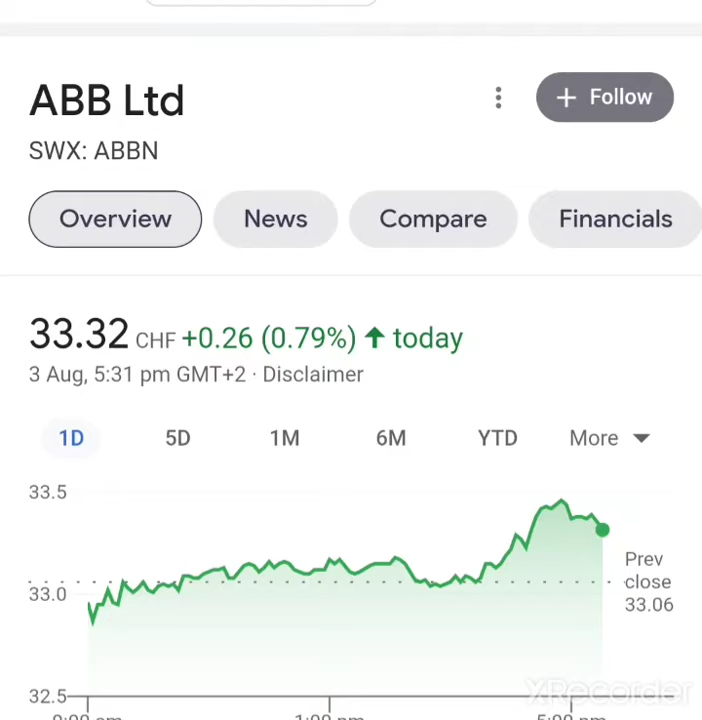 ABB Ltd
+ Follow
SWX: ABBN
Overview
News
Compare
Financials
33.32 CHF +0.26 (0.79%) ↑ today
3 Aug, 5:31 pm GMT+2 · Disclaimer
1D
5D
1M
6M
YTD
More
33.5
33.0
32.5
Prev
close
33.06
XRecorder